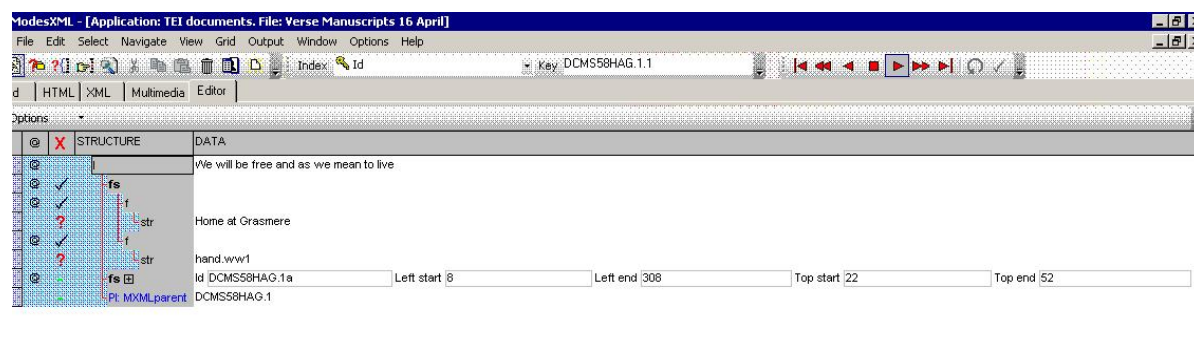 ModesXML - [Application: TEI documents. File: Verse Manuscripts 16 April]
File Edit Select Navigate View Grid Output Window Options Help
Index Id Key DCMS58HAG.1.1
d HTML XML Multimedia Editor
Options
@ X STRUCTURE DATA
@ l We will be free and as we mean to live
@ fs
@ f
? str Home at Grasmere
@ f
? str hand.ww1
@ fs Id DCMS58HAG.1a Left start 8 Left end 308 Top start 22 Top end 52
PI: MXMLparent DCMS58HAG.1